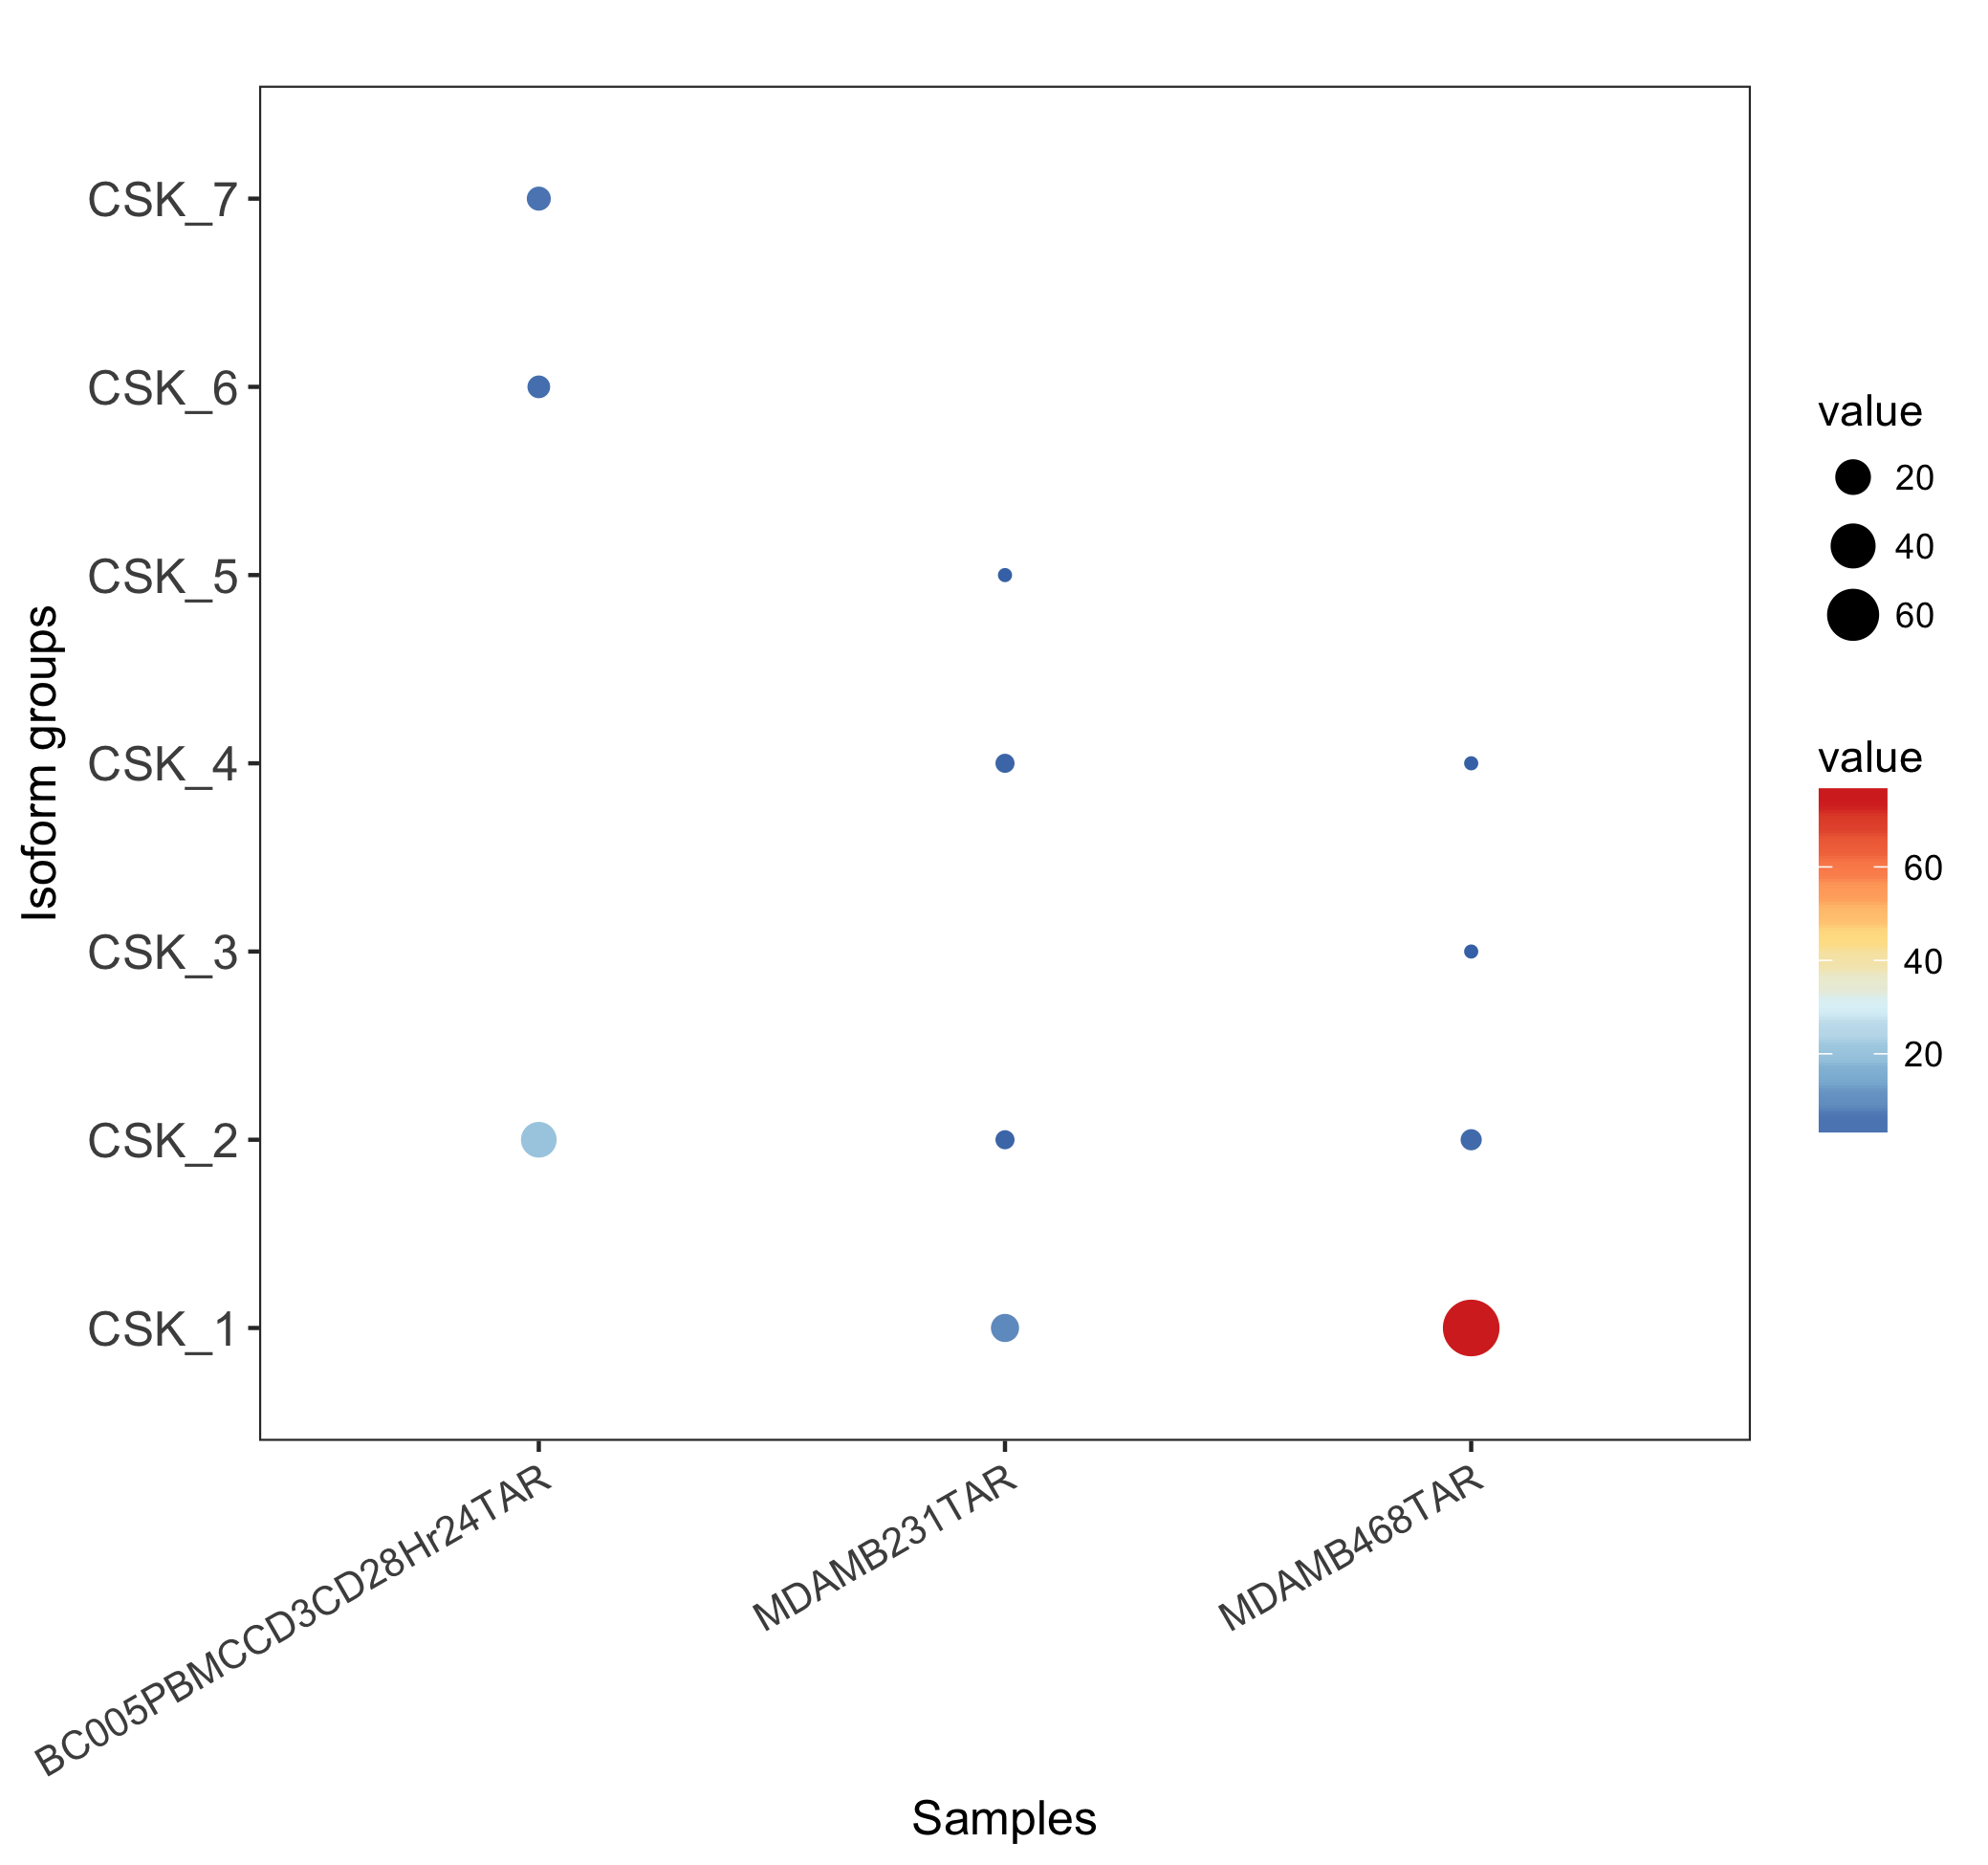 CSK_7
CSK_6
CSK_5
CSK_4
CSK_3
CSK_2
CSK_1
Isoform groups
BC005PBMCCD3CD28Hr24TAR
MDAMB231TAR
MDAMB468TAR
Samples
value
20
40
60
value
60
40
20